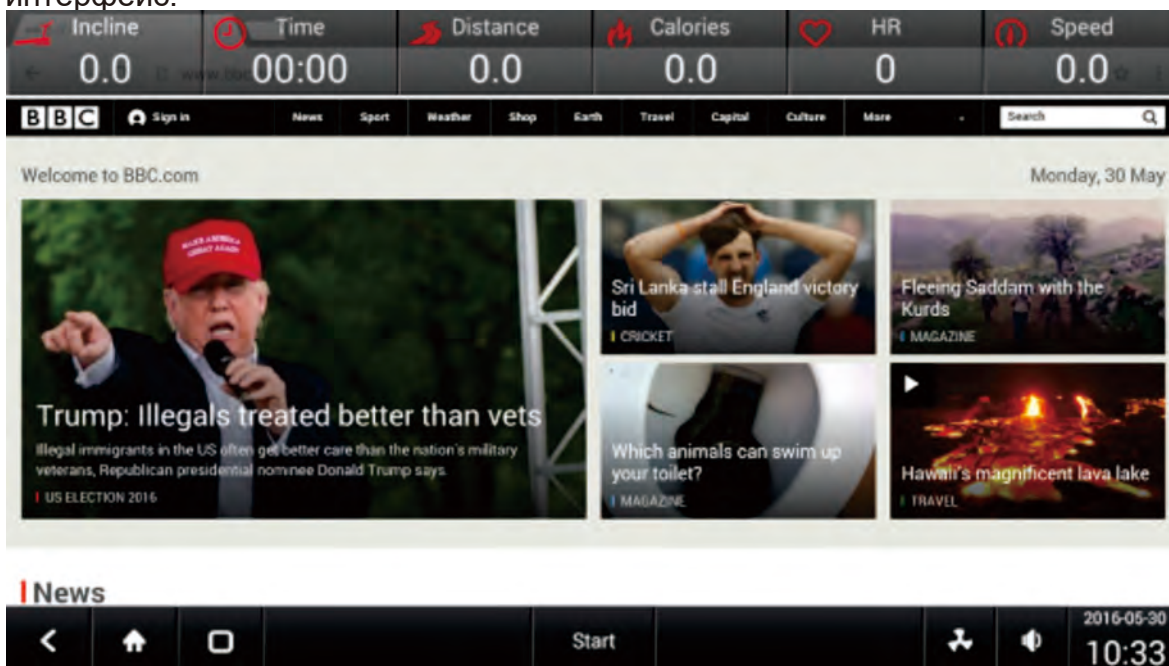 интерфейс.
Incline Time Distance Calories HR Speed
0.0 00:00 0.0 0.0 0 0.0
BBC Sign in News Sport Weather Shop Earth Travel Capital Culture More Search
Welcome to BBC.com Monday, 30 May
MAKE AMERICA
GREAT AGAIN
Trump: Illegals treated better than vets
Illegal immigrants in the US often get better care than the nation's military
veterans, Republican presidential nominee Donald Trump says.
US ELECTION 2016
Sri Lanka stall England victory
bid
CRICKET
Fleeing Saddam with the
Kurds
MAGAZINE
Which animals can swim up
your toilet?
MAGAZINE
Hawaii's magnificent lava lake
TRAVEL
News
Start
2016-05-30
10:33